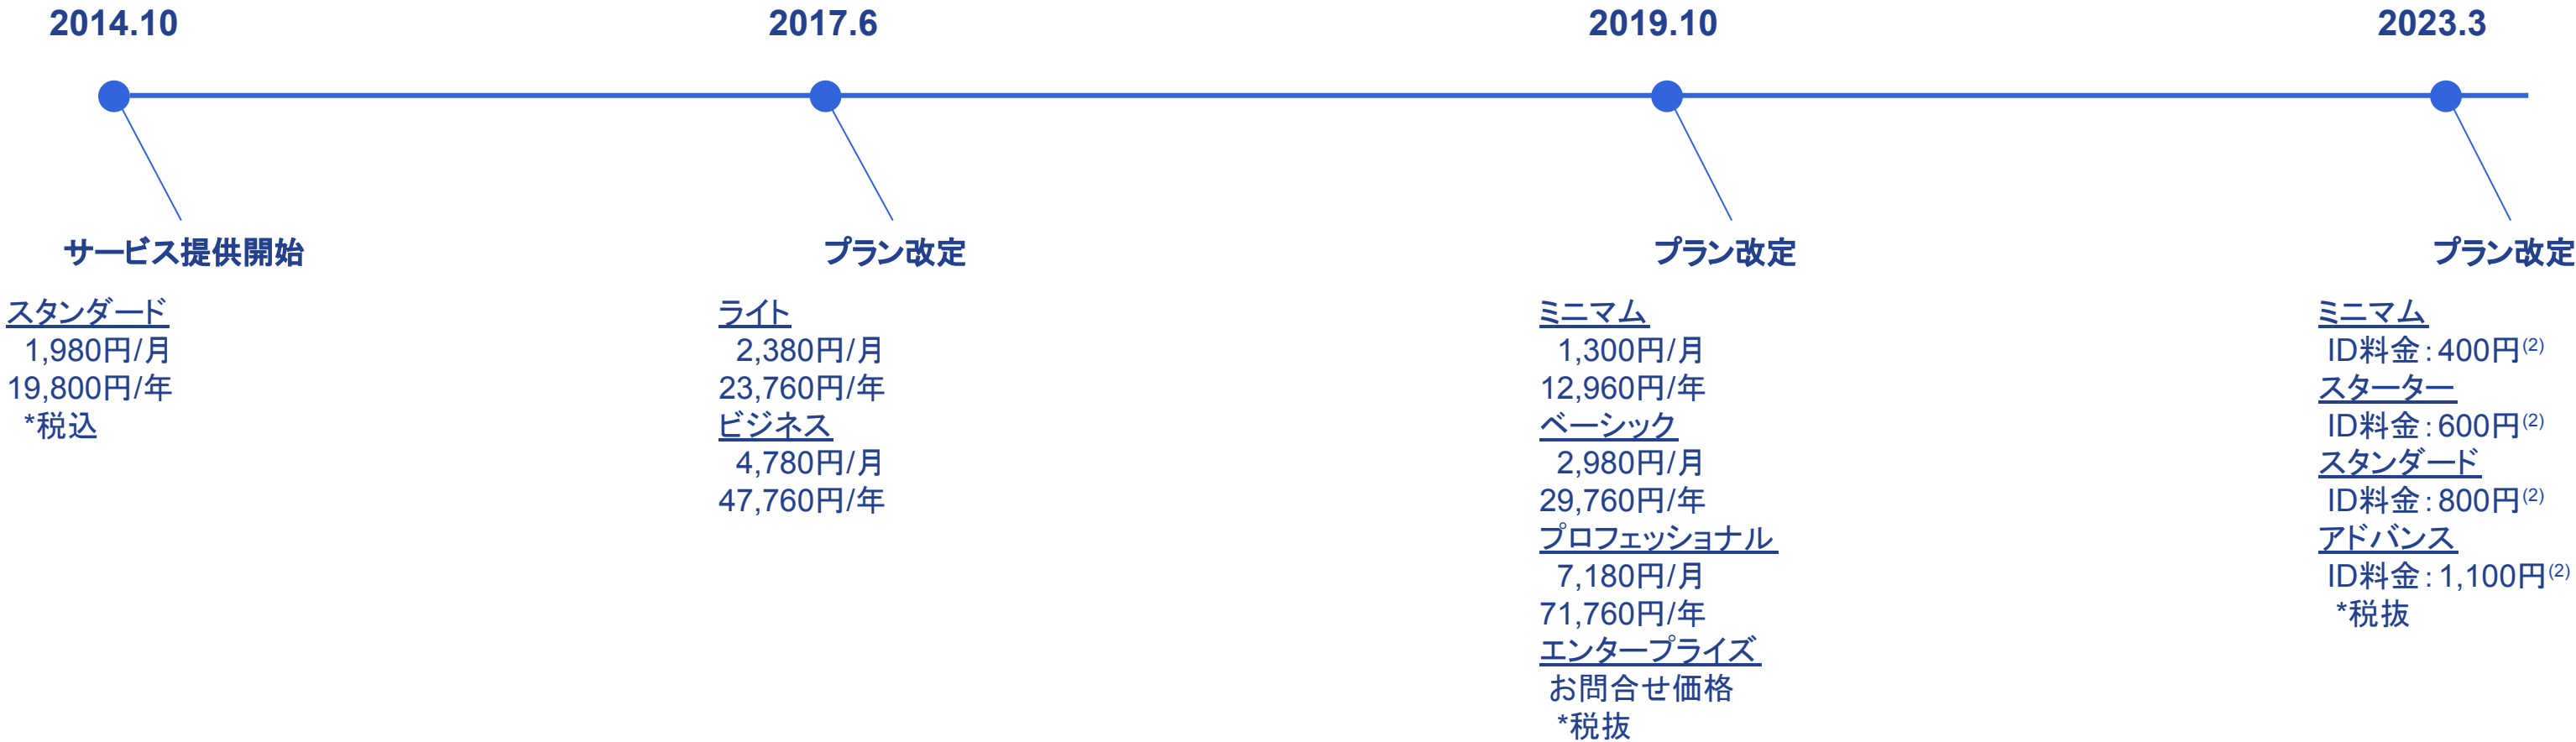 2014.10
サービス提供開始
スタンダード
1,980円/月
19,800円/年
*税込
2017.6
プラン改定
ライト
2,380円/月
23,760円/年
ビジネス
4,780円/月
47,760円/年
2019.10
プラン改定
ミニマム
1,300円/月
12,960円/年
ベーシック
2,980円/月
29,760円/年
プロフェッショナル
7,180円/月
71,760円/年
エンタープライズ
お問合せ価格
*税抜
2023.3
プラン改定
ミニマム
ID料金：400円(2)
スターター
ID料金：600円(2)
スタンダード
ID料金：800円(2)
アドバンス
ID料金：1,100円(2)
*税抜